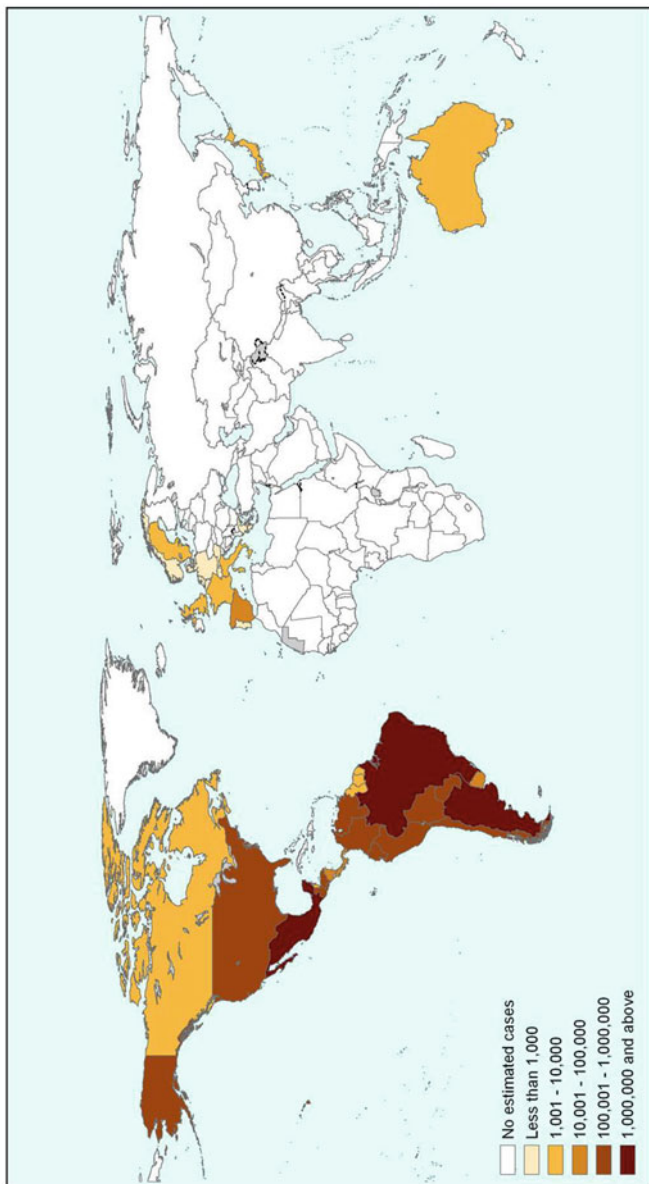 No estimated cases
Less than 1,000
1,001 - 10,000
10,001 - 100,000
100,001 - 1,000,000
1,000,000 and above